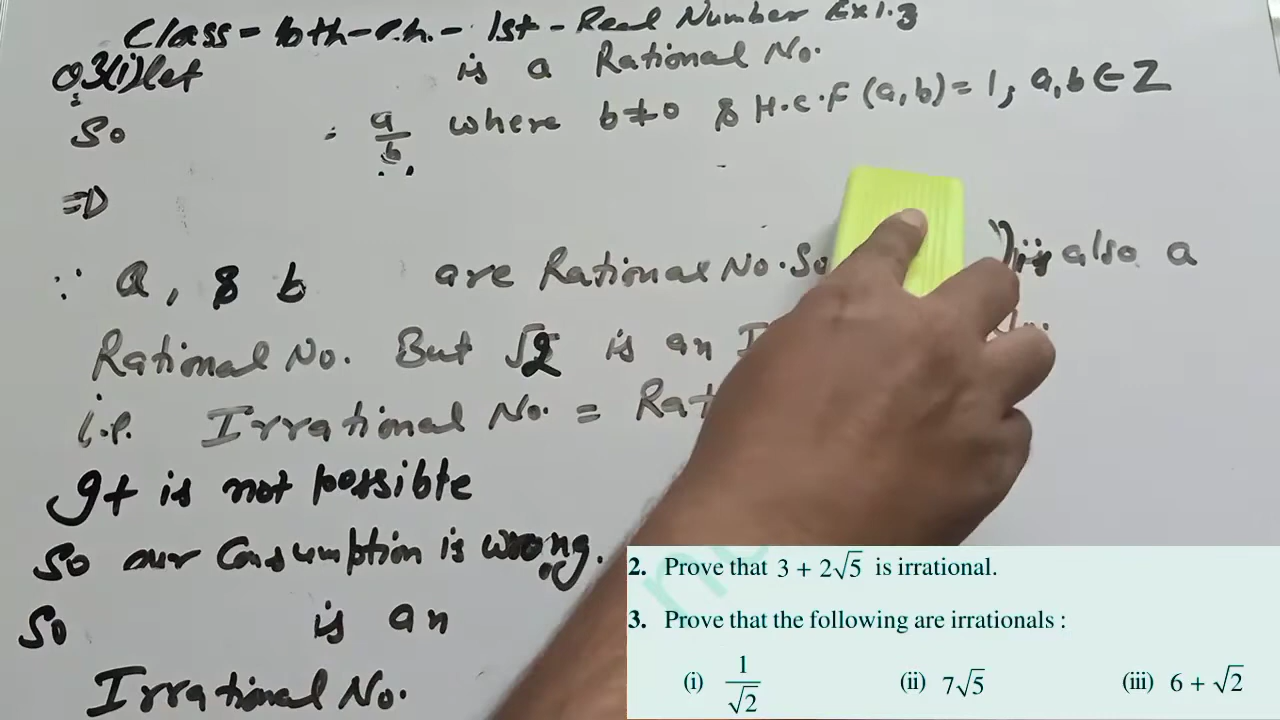 Class - 10th - Ch. - 1st - Real Number Ex 1.3
Q3(i) let is a Rational No.
So = a/b where b≠0 & H.C.F (a,b) = 1, a,b ∈ Z
⇒
∵ a, & b are Rational No. So is also a
Rational No. But √2 is an
i.e. Irrational No. = Rat
It is not possible
So our Consumption is wrong.
So is an
Irrational No.
2. Prove that 3 + 2√5 is irrational.
3. Prove that the following are irrationals :
(i) 1/√2 (ii) 7√5 (iii) 6 + √2